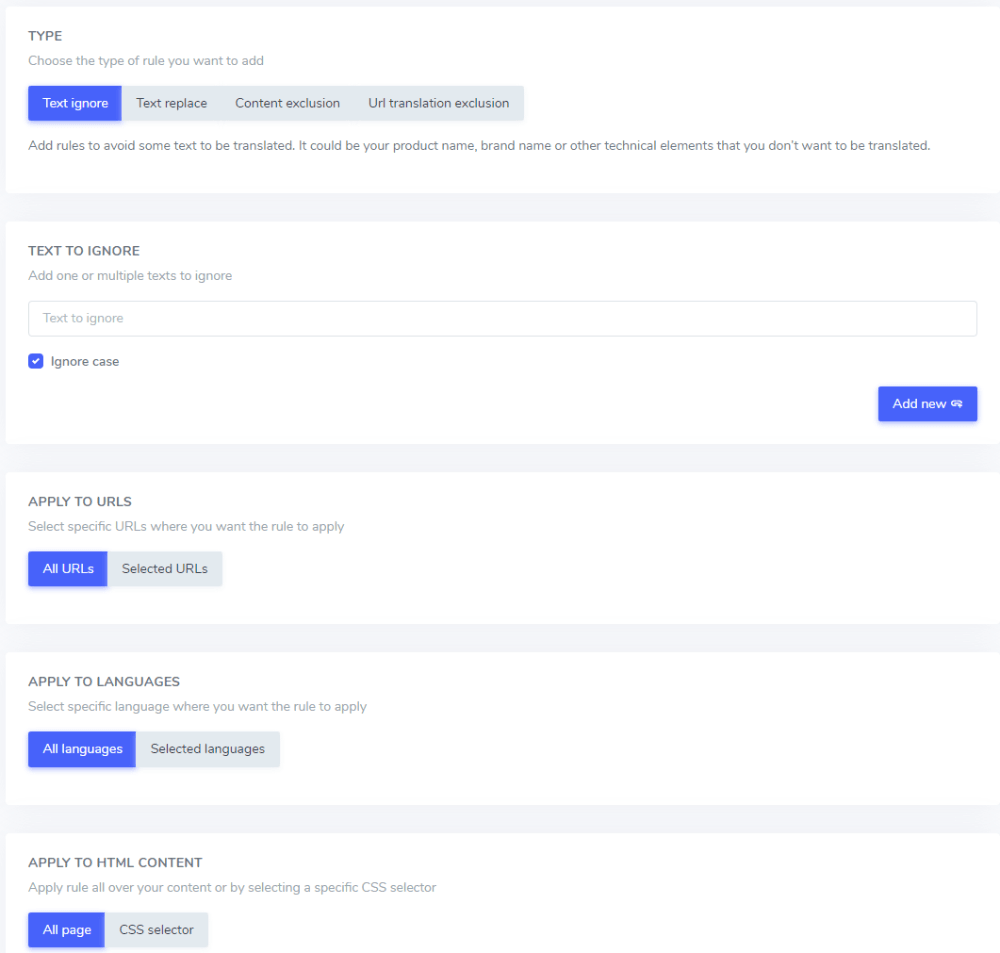 TYPE
Choose the type of rule you want to add
Text ignore Text replace Content exclusion Url translation exclusion
Add rules to avoid some text to be translated. It could be your product name, brand name or other technical elements that you don't want to be translated.
TEXT TO IGNORE
Add one or multiple texts to ignore
Text to ignore
Ignore case
Add new
APPLY TO URLS
Select specific URLs where you want the rule to apply
All URLs Selected URLs
APPLY TO LANGUAGES
Select specific language where you want the rule to apply
All languages Selected languages
APPLY TO HTML CONTENT
Apply rule all over your content or by selecting a specific CSS selector
All page CSS selector